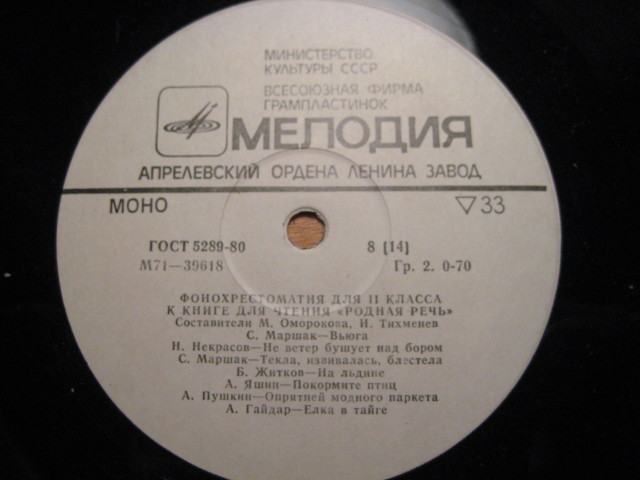 МИНИСТЕРСТВО
КУЛЬТУРЫ СССР
ВСЕСОЮЗНАЯ ФИРМА
ГРАМПЛАСТИНОК
МЕЛОДИЯ
АПРЕЛЕВСКИЙ ОРДЕНА ЛЕНИНА ЗАВОД
МОНО ▽33
ГОСТ 5289-80 8 [14]
М71—39618 Гр. 2. 0-70
ФОНОХРЕСТОМАТИЯ ДЛЯ II КЛАССА
К КНИГЕ ДЛЯ ЧТЕНИЯ «РОДНАЯ РЕЧЬ»
Составители М. Оморокова, И. Тихменев
С. Маршак—Вьюга
Н. Некрасов—Не ветер бушует над бором
С. Маршак—Текла, извивалась, блестела
Б. Житков—На льдине
А. Яшин—Покормите птиц
А. Пушкин—Опрятней модного паркета
А. Гайдар—Елка в тайге